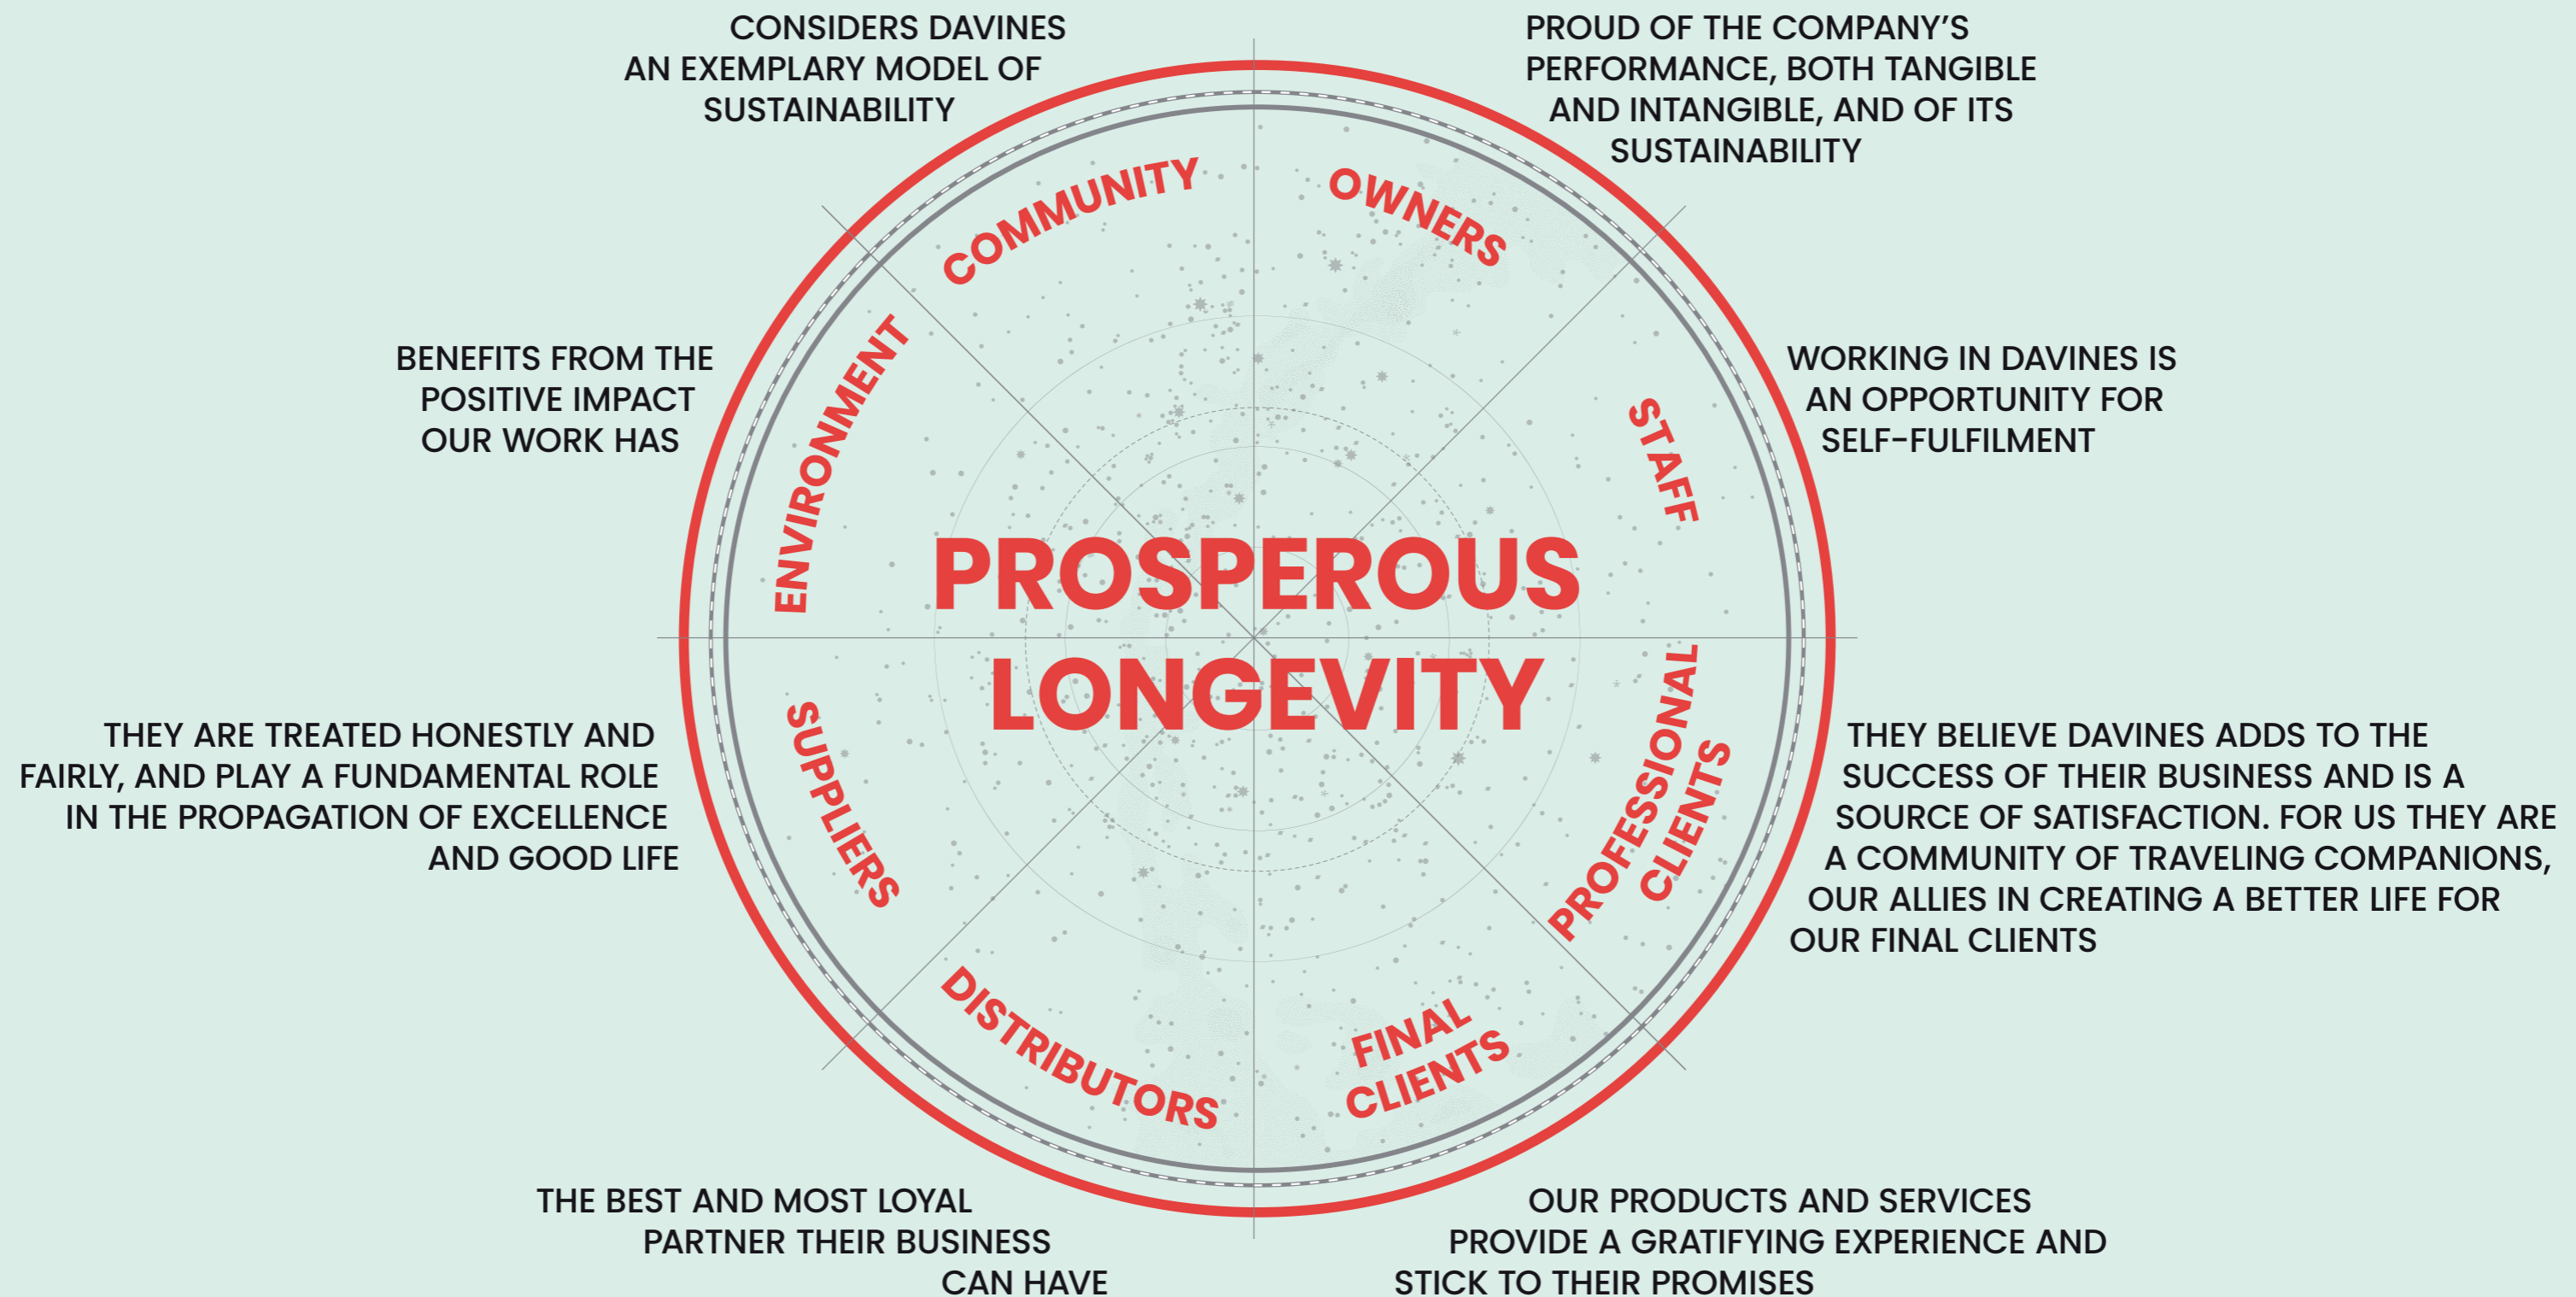 CONSIDERS DAVINES
AN EXEMPLARY MODEL OF
SUSTAINABILITY
PROUD OF THE COMPANY’S
PERFORMANCE, BOTH TANGIBLE
AND INTANGIBLE, AND OF ITS
SUSTAINABILITY
COMMUNITY
OWNERS
BENEFITS FROM THE
POSITIVE IMPACT
OUR WORK HAS
ENVIRONMENT
STAFF
WORKING IN DAVINES IS
AN OPPORTUNITY FOR
SELF-FULFILMENT
PROSPEROUS
LONGEVITY
THEY ARE TREATED HONESTLY AND
FAIRLY, AND PLAY A FUNDAMENTAL ROLE
IN THE PROPAGATION OF EXCELLENCE
AND GOOD LIFE
SUPPLIERS
PROFESSIONAL
CLIENTS
THEY BELIEVE DAVINES ADDS TO THE
SUCCESS OF THEIR BUSINESS AND IS A
SOURCE OF SATISFACTION. FOR US THEY ARE
A COMMUNITY OF TRAVELING COMPANIONS,
OUR ALLIES IN CREATING A BETTER LIFE FOR
OUR FINAL CLIENTS
DISTRIBUTORS
FINAL
CLIENTS
THE BEST AND MOST LOYAL
PARTNER THEIR BUSINESS
CAN HAVE
OUR PRODUCTS AND SERVICES
PROVIDE A GRATIFYING EXPERIENCE AND
STICK TO THEIR PROMISES